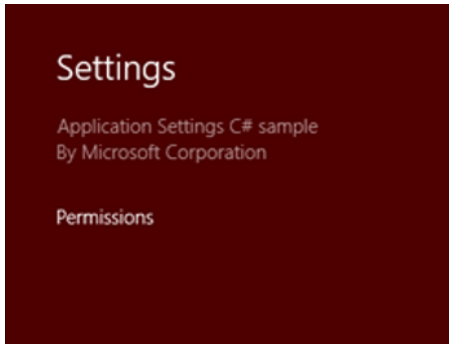 Settings
Application Settings C# sample
By Microsoft Corporation
Permissions